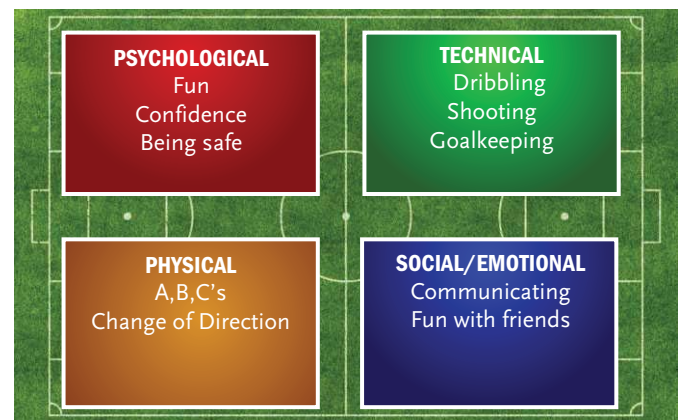 PSYCHOLOGICAL
Fun
Confidence
Being safe
TECHNICAL
Dribbling
Shooting
Goalkeeping
PHYSICAL
A,B,C’s
Change of Direction
SOCIAL/EMOTIONAL
Communicating
Fun with friends